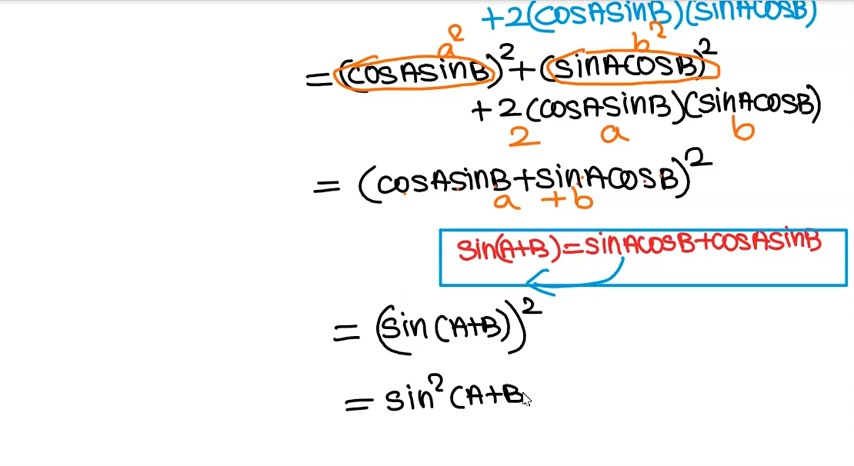 +2(cosAsinB)(sinAcosB)
a² b²
=(cosAsinB)²+(sinAcosB)²
+2(cosAsinB)(sinAcosB)
2 a b
=(cosAsinB+sinAcosB)²
a +b
sin(A+B)=sinAcosB+cosAsinB
=(sin(A+B))²
=sin²(A+B